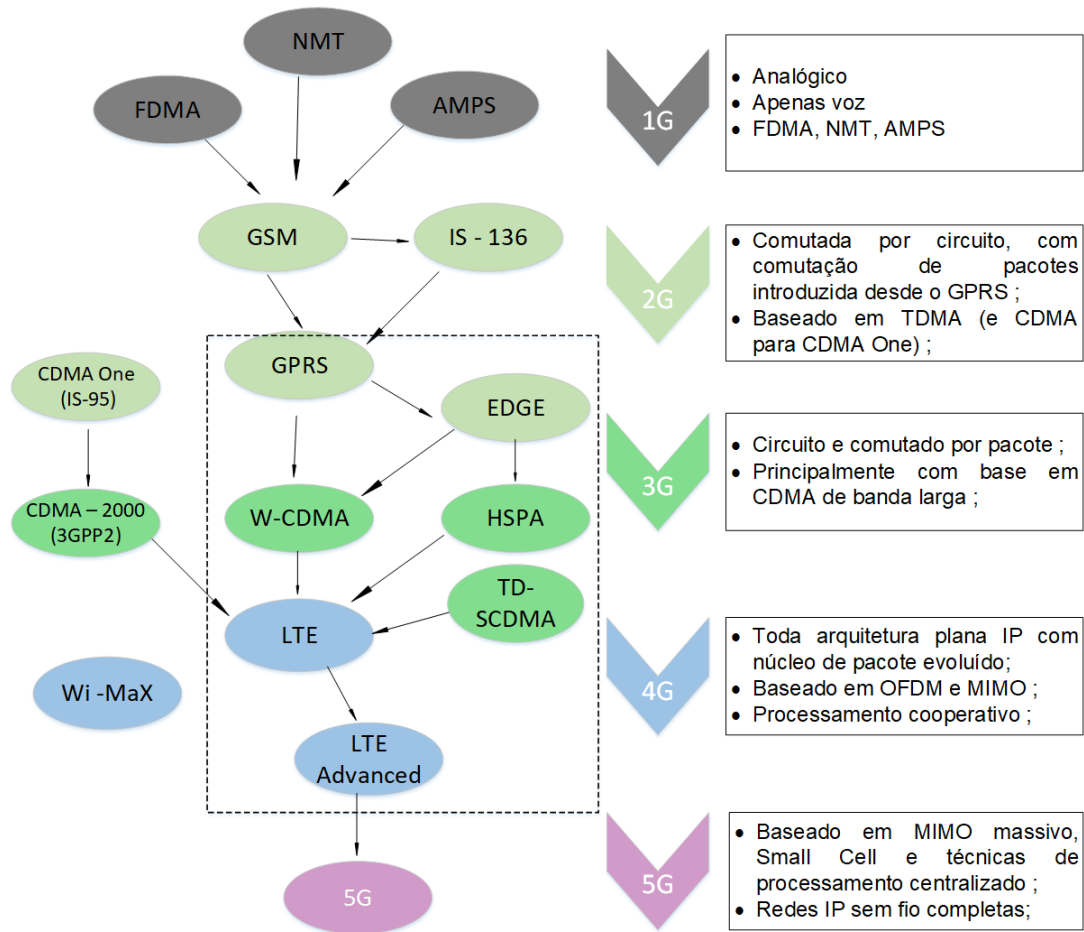 NMT
FDMA
AMPS
1G
• Analógico
• Apenas voz
• FDMA, NMT, AMPS
GSM
IS - 136
2G
• Comutada por circuito, com
comutação de pacotes
introduzida desde o GPRS ;
• Baseado em TDMA (e CDMA
para CDMA One) ;
GPRS
CDMA One
(IS-95)
EDGE
3G
• Circuito e comutado por pacote ;
• Principalmente com base em
CDMA de banda larga ;
CDMA – 2000
(3GPP2)
W-CDMA
HSPA
TD-
SCDMA
LTE
4G
• Toda arquitetura plana IP com
núcleo de pacote evoluído;
• Baseado em OFDM e MIMO ;
• Processamento cooperativo ;
Wi -MaX
LTE
Advanced
5G
5G
• Baseado em MIMO massivo,
Small Cell e técnicas de
processamento centralizado ;
• Redes IP sem fio completas;